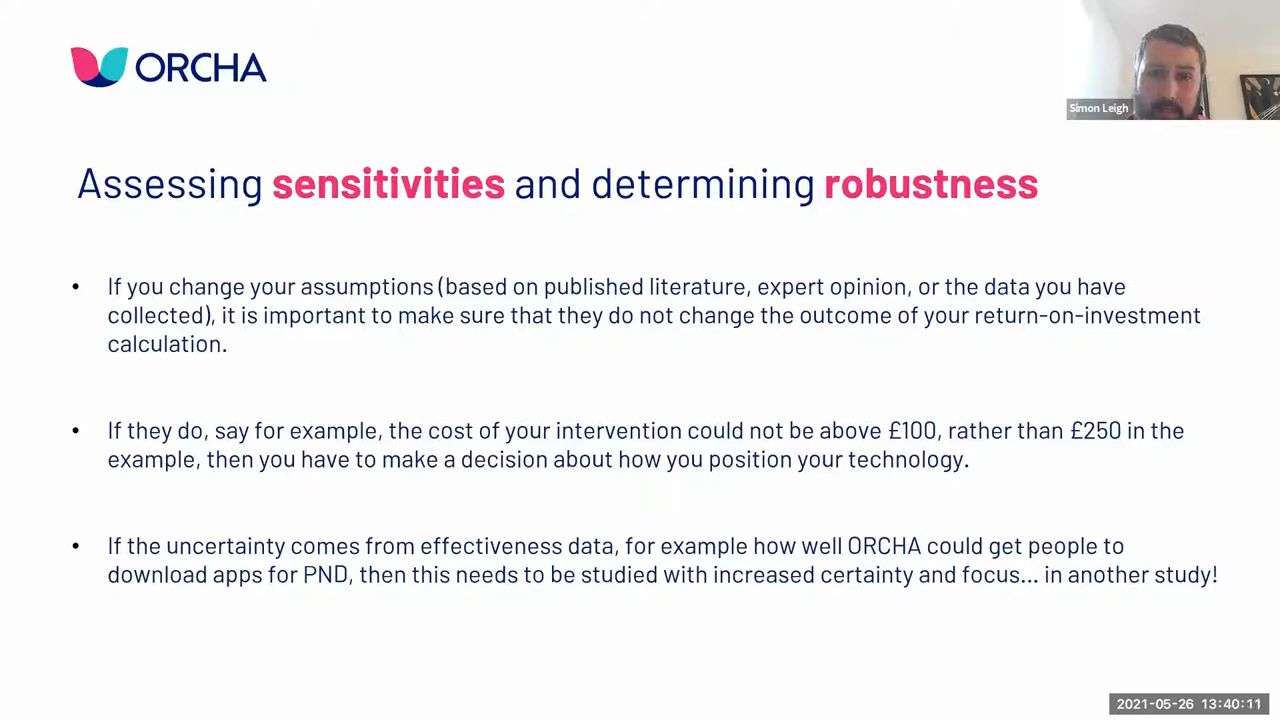 ORCHA
Simon Leigh
Assessing sensitivities and determining robustness
• If you change your assumptions (based on published literature, expert opinion, or the data you have
collected), it is important to make sure that they do not change the outcome of your return-on-investment
calculation.
• If they do, say for example, the cost of your intervention could not be above £100, rather than £250 in the
example, then you have to make a decision about how you position your technology.
• If the uncertainty comes from effectiveness data, for example how well ORCHA could get people to
download apps for PND, then this needs to be studied with increased certainty and focus... in another study!
2021-05-26 13:40:11